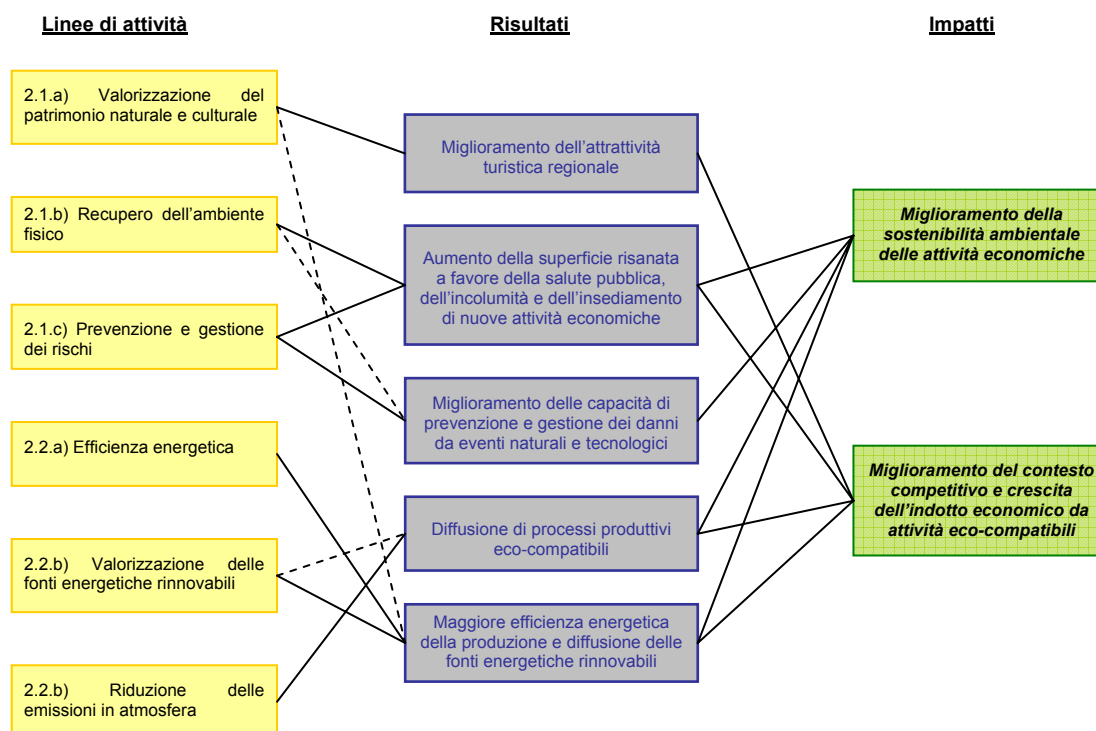 Linee di attività
Risultati
Impatti
2.1.a) Valorizzazione del
patrimonio naturale e culturale
2.1.b) Recupero dell'ambiente
fisico
2.1.c) Prevenzione e gestione
dei rischi
2.2.a) Efficienza energetica
2.2.b) Valorizzazione delle
fonti energetiche rinnovabili
2.2.b) Riduzione delle
emissioni in atmosfera
Miglioramento dell'attrattività
turistica regionale
Aumento della superficie risanata
a favore della salute pubblica,
dell'incolumità e dell'insediamento
di nuove attività economiche
Miglioramento delle capacità di
prevenzione e gestione dei danni
da eventi naturali e tecnologici
Diffusione di processi produttivi
eco-compatibili
Maggiore efficienza energetica
della produzione e diffusione delle
fonti energetiche rinnovabili
Miglioramento della
sostenibilità ambientale
delle attività economiche
Miglioramento del contesto
competitivo e crescita
dell'indotto economico da
attività eco-compatibili